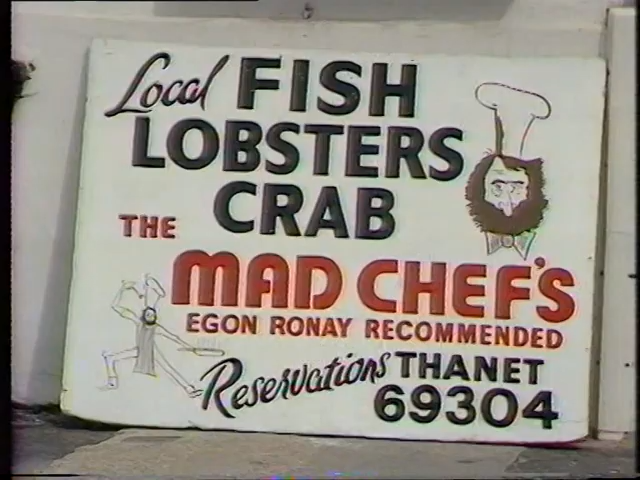 Local FISH
LOBSTERS
CRAB
THE
MAD CHEF'S
EGON RONAY RECOMMENDED
Reservations THANET
69304